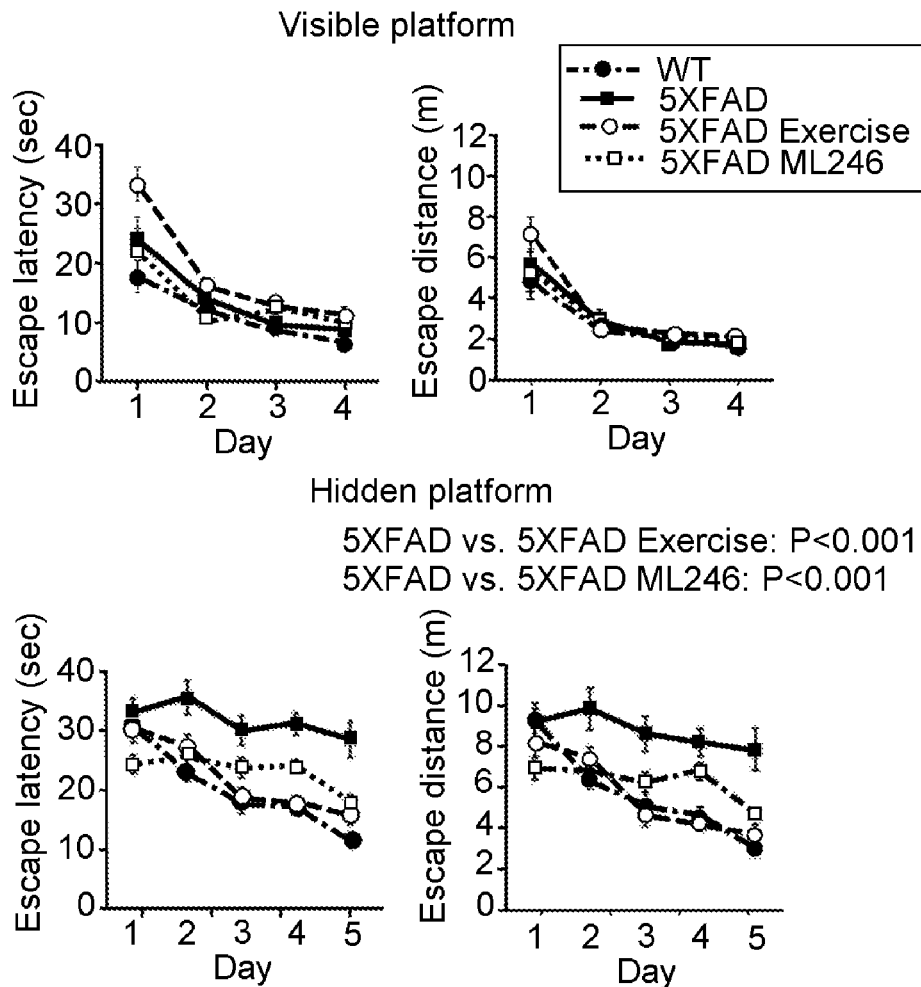 Visible platform
WT
5XFAD
5XFAD Exercise
5XFAD ML246
Escape latency (sec)
40
30
20
10
0
1 2 3 4
Day
Escape distance (m)
12
10
8
6
4
2
0
1 2 3 4
Day
Hidden platform
5XFAD vs. 5XFAD Exercise: P<0.001
5XFAD vs. 5XFAD ML246: P<0.001
Escape latency (sec)
40
30
20
10
0
1 2 3 4 5
Day
Escape distance (m)
12
10
8
6
4
2
0
1 2 3 4 5
Day